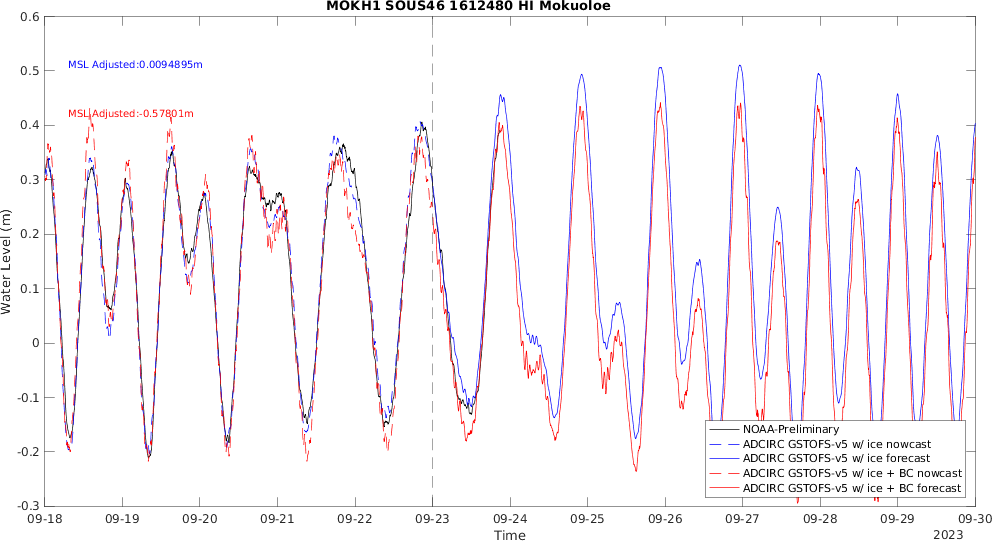 MOKH1 SOUS46 1612480 HI Mokuoloe
0.6
0.5
0.4
0.3
0.2
0.1
0
-0.1
-0.2
-0.3
Water Level (m)
MSL Adjusted:0.0094895m
MSL Adjusted:-0.57801m
NOAA-Preliminary
ADCIRC GSTOFS-v5 w/ ice nowcast
ADCIRC GSTOFS-v5 w/ ice forecast
ADCIRC GSTOFS-v5 w/ ice + BC nowcast
ADCIRC GSTOFS-v5 w/ ice + BC forecast
09-18 09-19 09-20 09-21 09-22 09-23 09-24 09-25 09-26 09-27 09-28 09-29 09-30
Time
2023